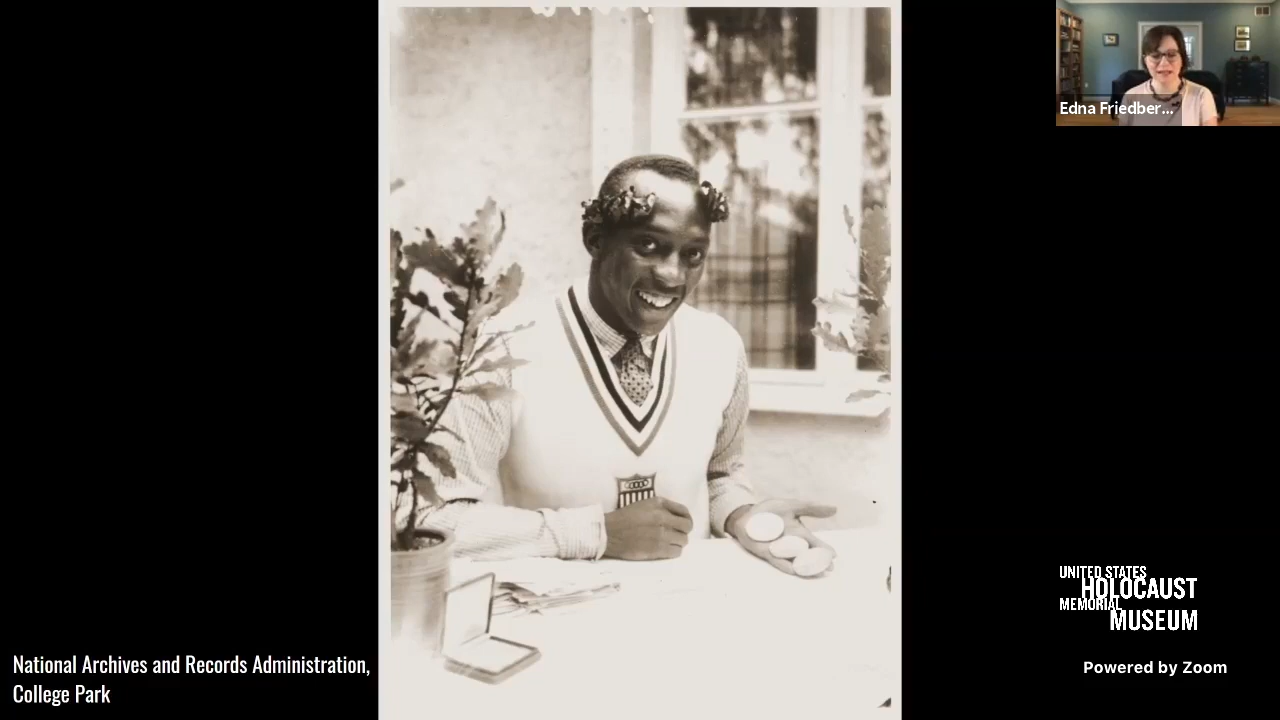 Edna Friedber...
UNITED STATES
HOLOCAUST
MEMORIAL
MUSEUM
Powered by Zoom
National Archives and Records Administration,
College Park